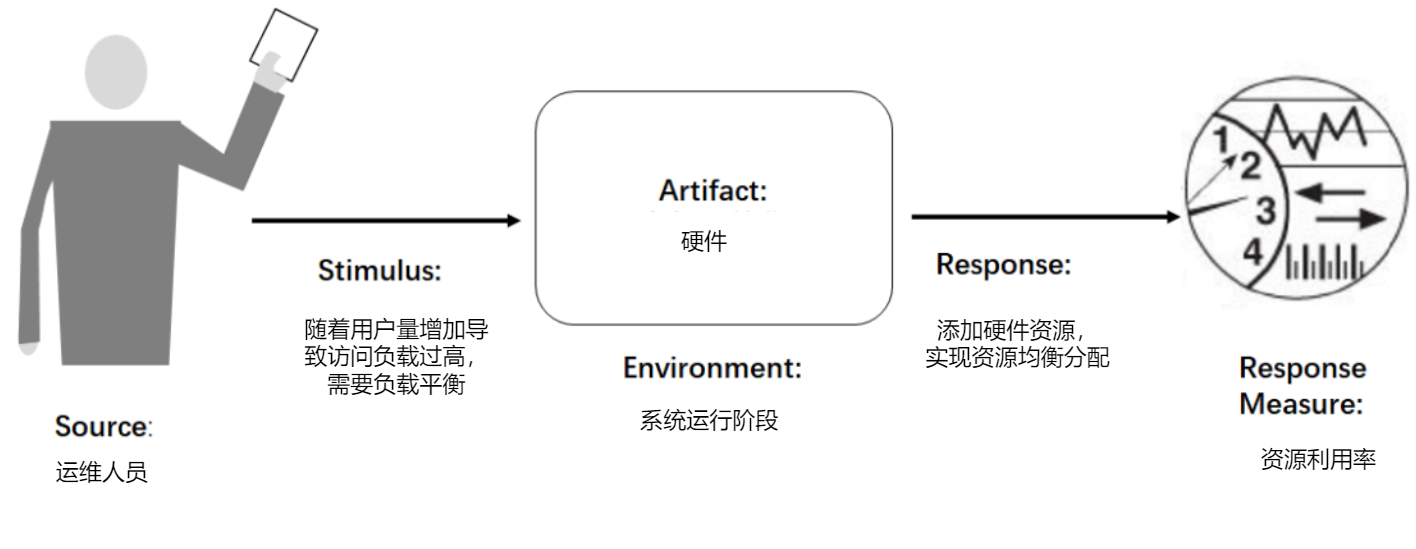 Source:
运维人员
Stimulus:
随着用户量增加导
致访问负载过高，
需要负载平衡
Artifact:
硬件
Environment:
系统运行阶段
Response:
添加硬件资源，
实现资源均衡分配
1
2
3
4
Response
Measure:
资源利用率